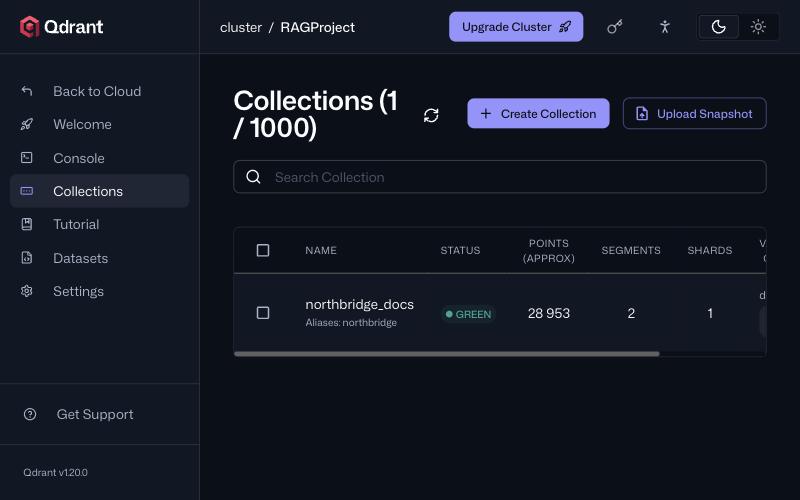 Qdrant
cluster / RAGProject
Upgrade Cluster
Back to Cloud
Welcome
Console
Collections
Tutorial
Datasets
Settings
Get Support
Qdrant v1.20.0
Collections (1
/ 1000)
Create Collection
Upload Snapshot
Search Collection
NAME
STATUS
POINTS
(APPROX)
SEGMENTS
SHARDS
northbridge_docs
Aliases: northbridge
GREEN
28 953
2
1